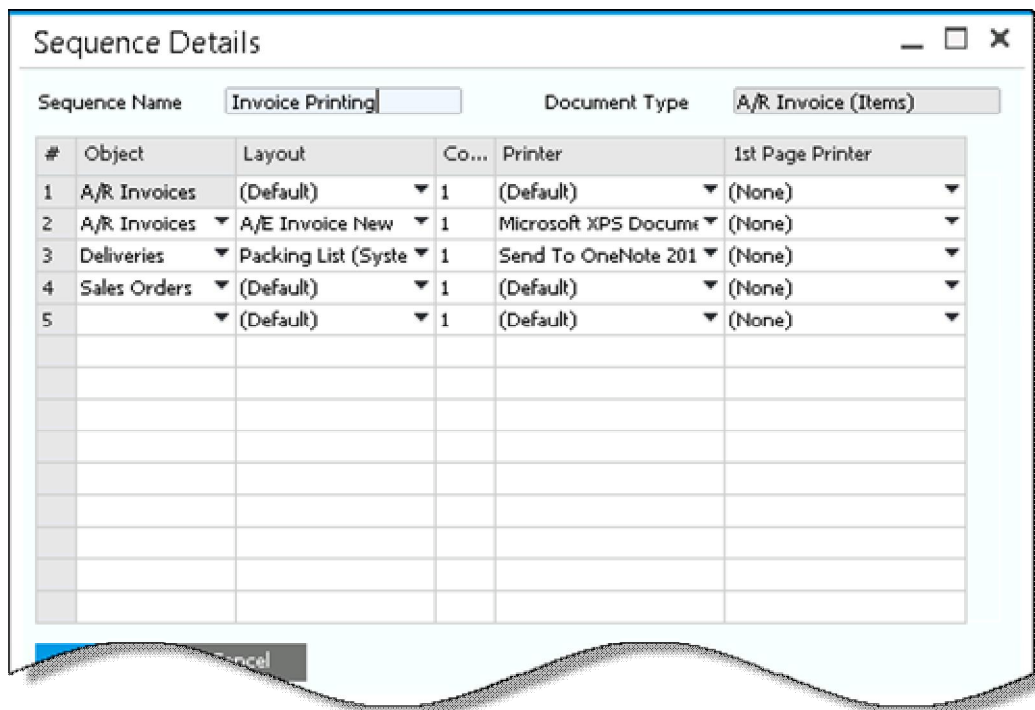 Sequence Details
Sequence Name Invoice Printing Document Type A/R Invoice (Items)
# Object Layout Co... Printer 1st Page Printer
1 A/R Invoices (Default) 1 (Default) (None)
2 A/R Invoices A/E Invoice New 1 Microsoft XPS Docume (None)
3 Deliveries Packing List (Syste 1 Send To OneNote 201 (None)
4 Sales Orders (Default) 1 (Default) (None)
5 (Default) 1 (Default) (None)
Cancel